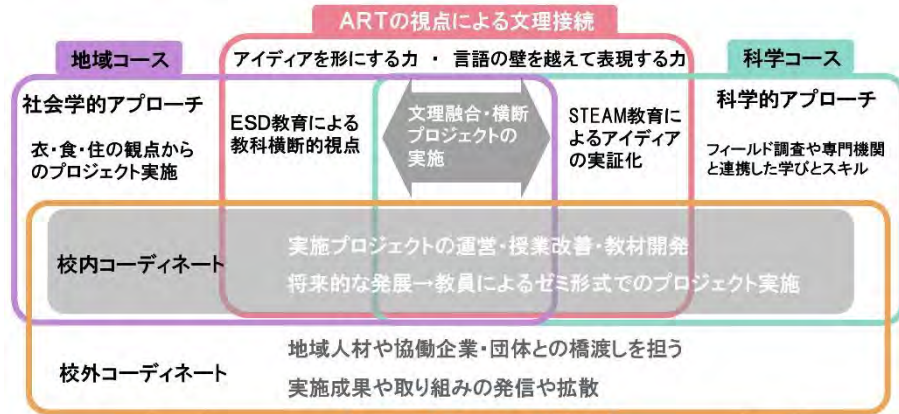 ARTの視点による文理接続
地域コース
アイディアを形にする力 ・ 言語の壁を越えて表現する力
科学コース
社会学的アプローチ
衣・食・住の観点から
のプロジェクト実施
ESD教育による
教科横断的視点
文理融合・横断
プロジェクトの
実施
STEAM教育に
よるアイディア
の実証化
科学的アプローチ
フィールド調査や専門機関
と連携した学びとスキル
校内コーディネート
実施プロジェクトの運営・授業改善・教材開発
将来的な発展→教員によるゼミ形式でのプロジェクト実施
校外コーディネート
地域人材や協働企業・団体との橋渡しを担う
実施成果や取り組みの発信や拡散